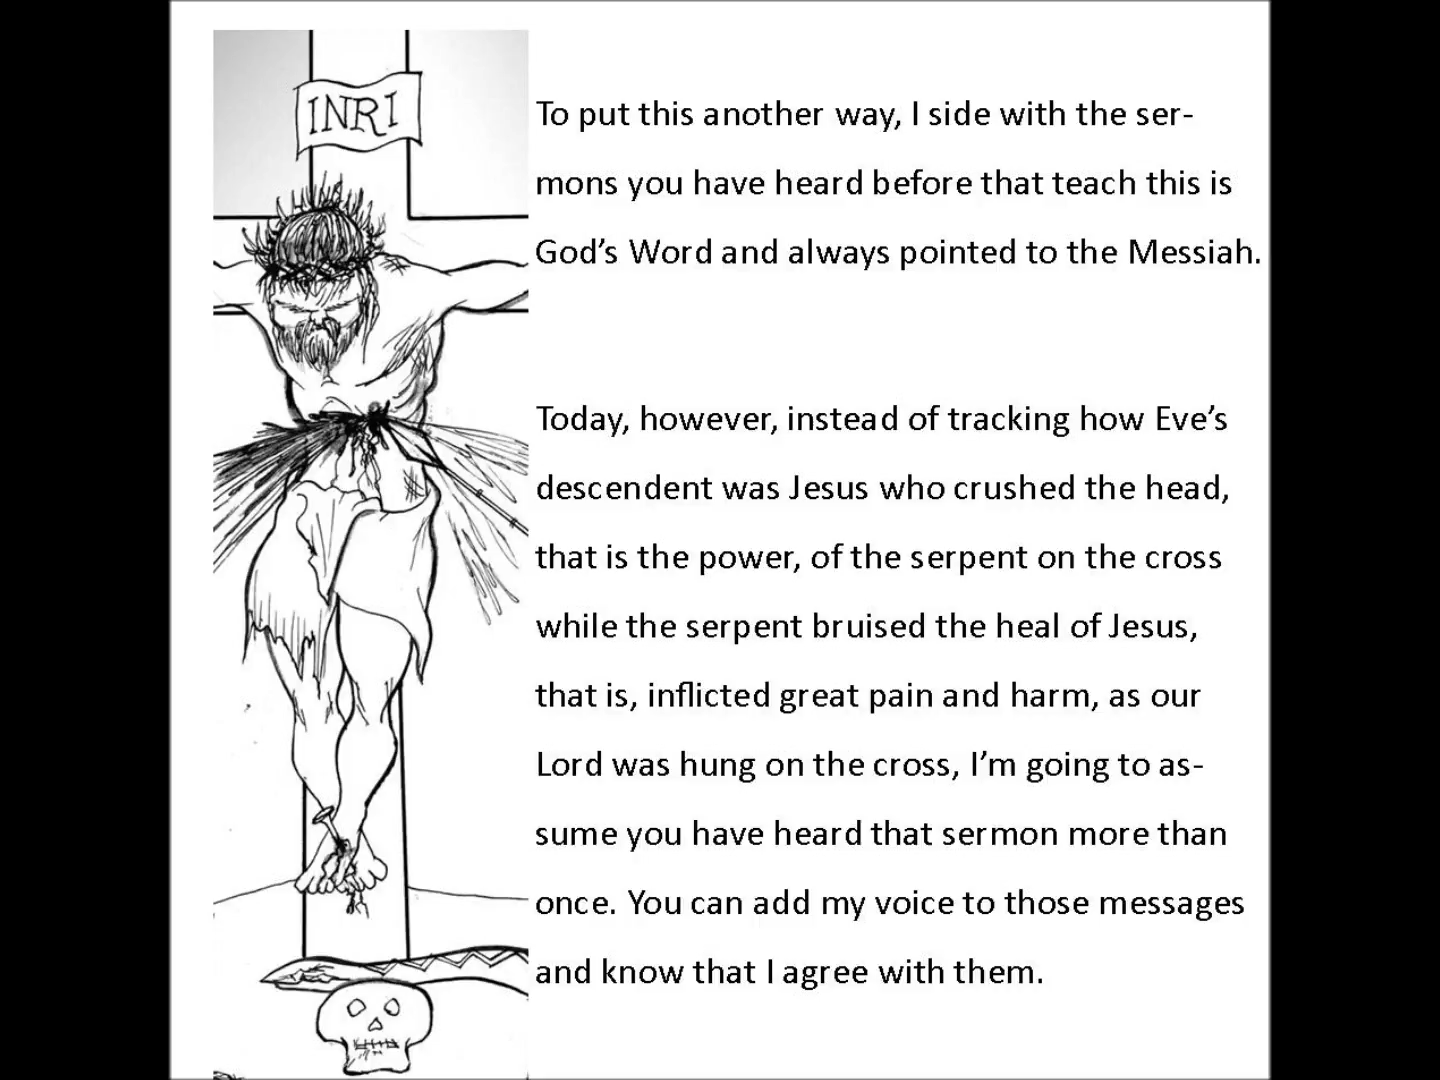 INRI
To put this another way, I side with the ser-
mons you have heard before that teach this is
God’s Word and always pointed to the Messiah.
Today, however, instead of tracking how Eve’s
descendent was Jesus who crushed the head,
that is the power, of the serpent on the cross
while the serpent bruised the heal of Jesus,
that is, inflicted great pain and harm, as our
Lord was hung on the cross, I’m going to as-
sume you have heard that sermon more than
once. You can add my voice to those messages
and know that I agree with them.